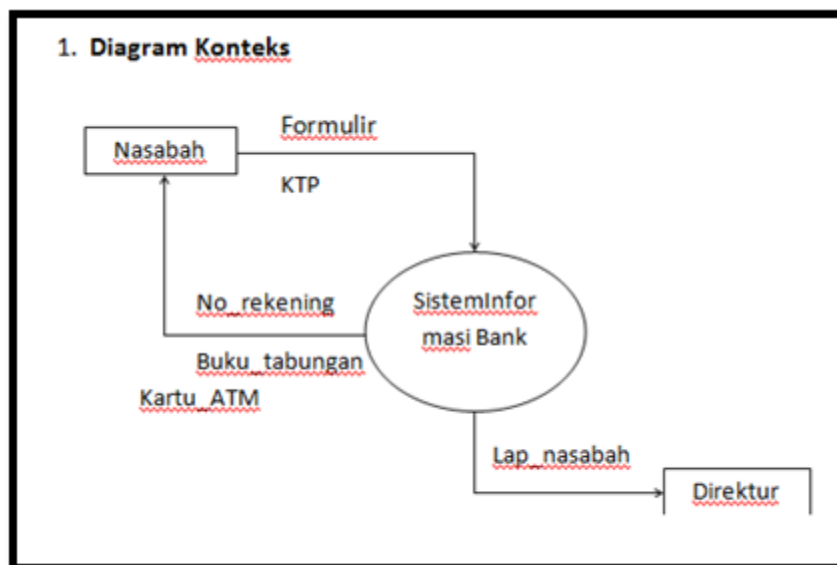 1. Diagram Konteks
Formulir
Nasabah
KTP
No_rekening
SistemInfor
masi Bank
Buku_tabungan
Kartu_ATM
Lap_nasabah
Direktur